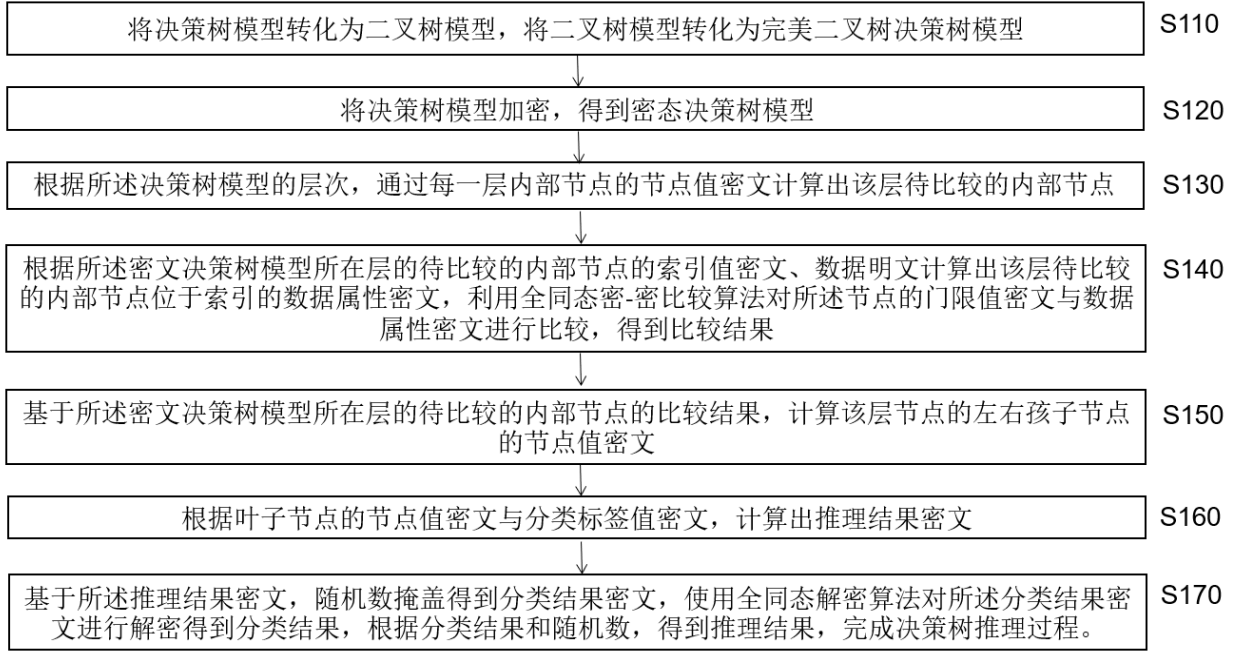 将决策树模型转化为二叉树模型，将二叉树模型转化为完美二叉树决策树模型
S110
将决策树模型加密，得到密态决策树模型
S120
根据所述决策树模型的层次，通过每一层内部节点的节点值密文计算出该层待比较的内部节点
S130
根据所述密文决策树模型所在层的待比较的内部节点的索引值密文、数据明文计算出该层待比较
的内部节点位于索引的数据属性密文，利用全同态密-密比较算法对所述节点的门限值密文与数据
属性密文进行比较，得到比较结果
S140
基于所述密文决策树模型所在层的待比较的内部节点的比较结果，计算该层节点的左右孩子节点
的节点值密文
S150
根据叶子节点的节点值密文与分类标签值密文，计算出推理结果密文
S160
基于所述推理结果密文，随机数掩盖得到分类结果密文，使用全同态解密算法对所述分类结果密
文进行解密得到分类结果，根据分类结果和随机数，得到推理结果，完成决策树推理过程。
S170